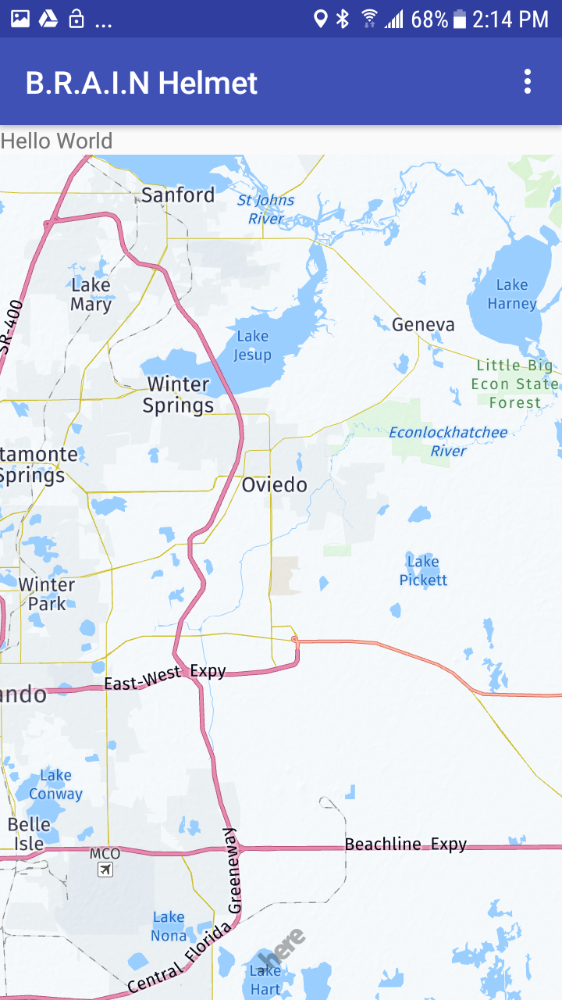 ... 68% 2:14 PM
B.R.A.I.N Helmet
Hello World
Sanford
St Johns
River
Lake
Mary
Lake
Harney
SR-400
Geneva
Lake
Jesup
Little Big
Econ State
Forest
Winter
Springs
Econlockhatchee
River
tamonte
Springs
Oviedo
Lake
Pickett
Winter
Park
East-West Expy
ando
Lake
Conway
Belle
Isle
MCO
Beachline Expy
Central Florida Greeneway
Lake
Nona
here
Lake
Hart